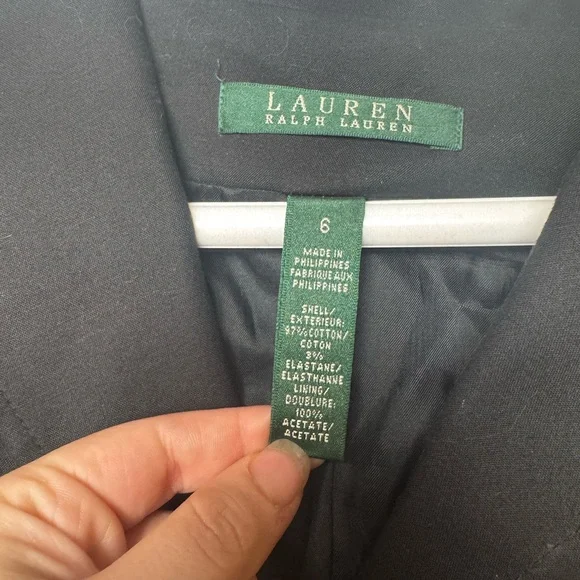 LAUREN
RALPH LAUREN
6
MADE IN
PHILIPPINES
FABRIQUE AUX
PHILIPPINES
SHELL/
EXTERIEUR:
97% COTTON/
COTON
3%
ELASTANE/
ELASTHANNE
LINING/
DOUBLURE:
100%
ACETATE/
ACETATE